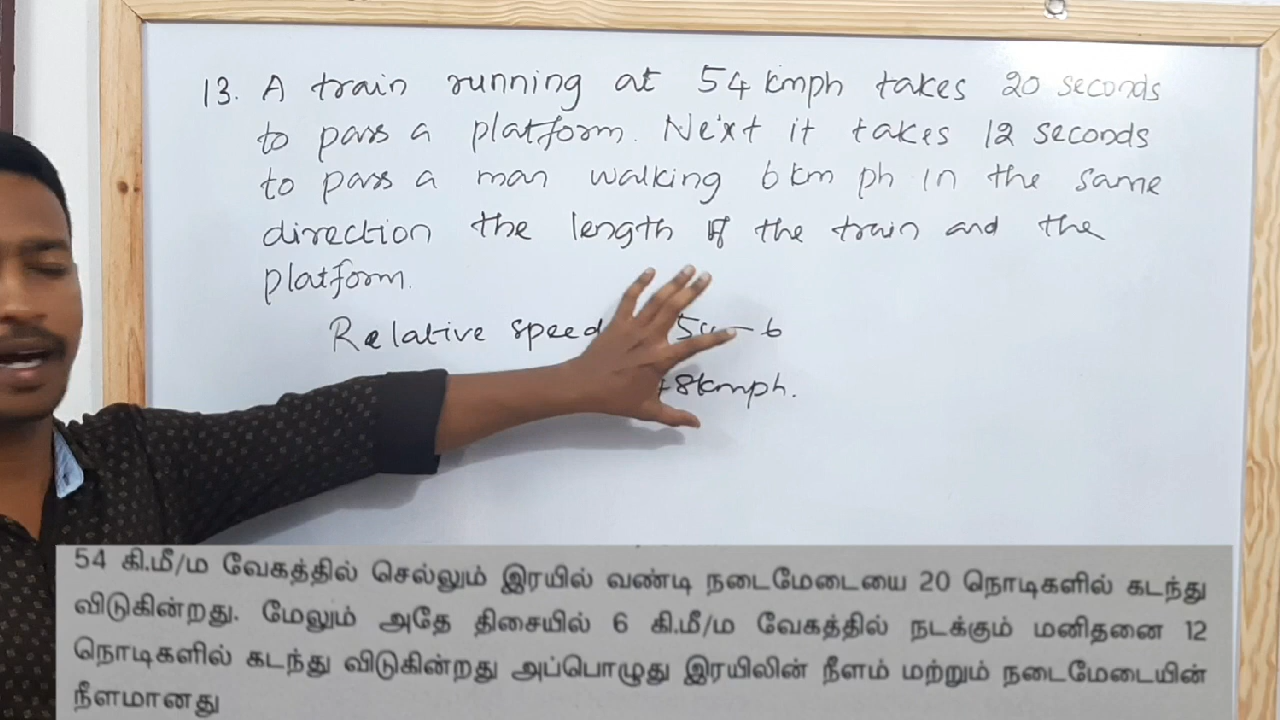 13. A train running at 54 kmph takes 20 seconds
to pass a platform. Next it takes 12 seconds
to pass a man walking 6 km ph in the same
direction the length of the train and the
platform.
Relative speed 54 - 6
48kmph.
54 கி.மீ/ம வேகத்தில் செல்லும் இரயில் வண்டி நடைமேடையை 20 நொடிகளில் கடந்து
விடுகின்றது. மேலும் அதே திசையில் 6 கி.மீ/ம வேகத்தில் நடக்கும் மனிதனை 12
நொடிகளில் கடந்து விடுகின்றது அப்பொழுது இரயிலின் நீளம் மற்றும் நடைமேடையின்
நீளமானது